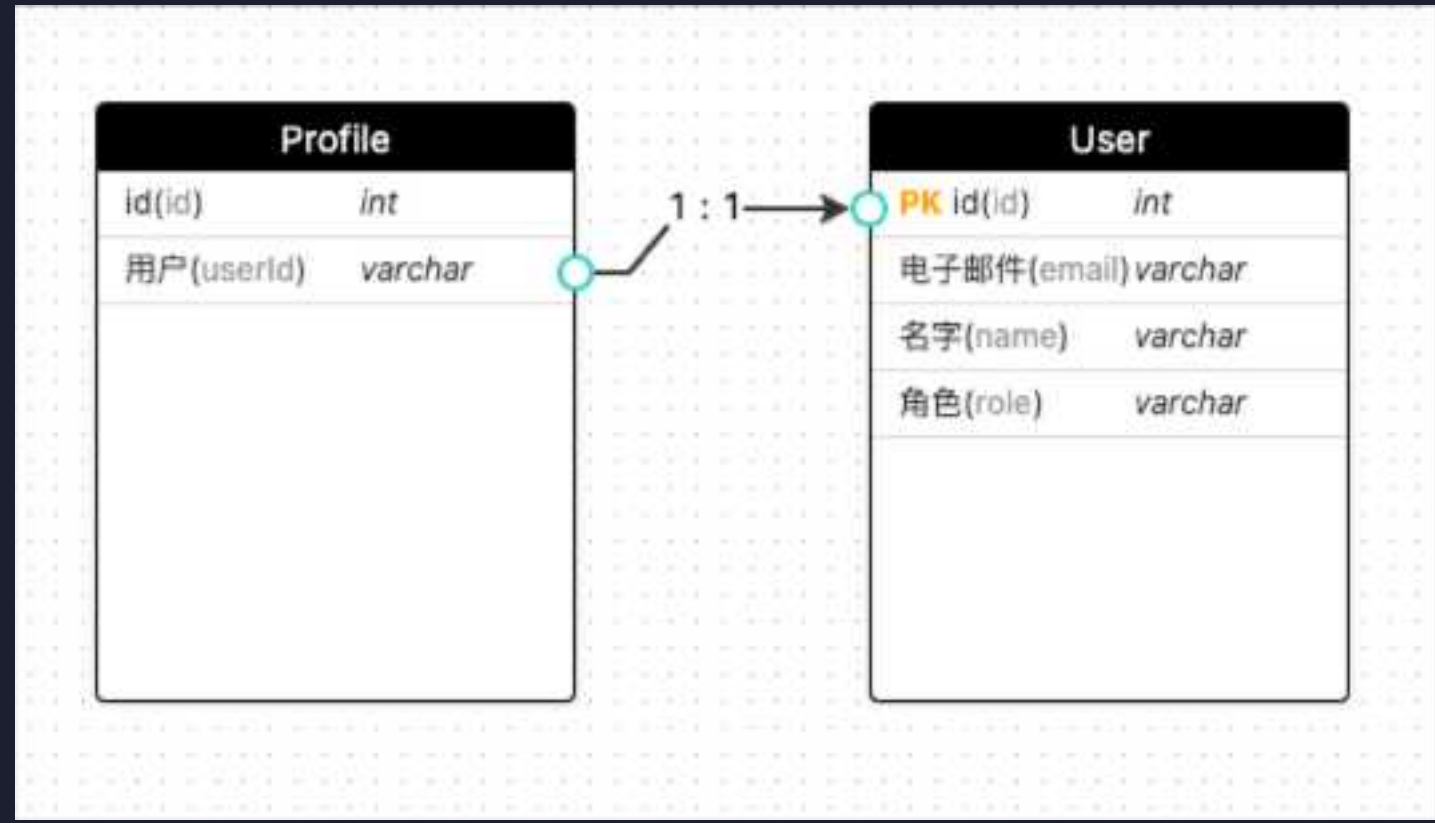 Profile
id(id) int
用户(userId) varchar
1 : 1
User
PK id(id) int
电子邮件(email) varchar
名字(name) varchar
角色(role) varchar